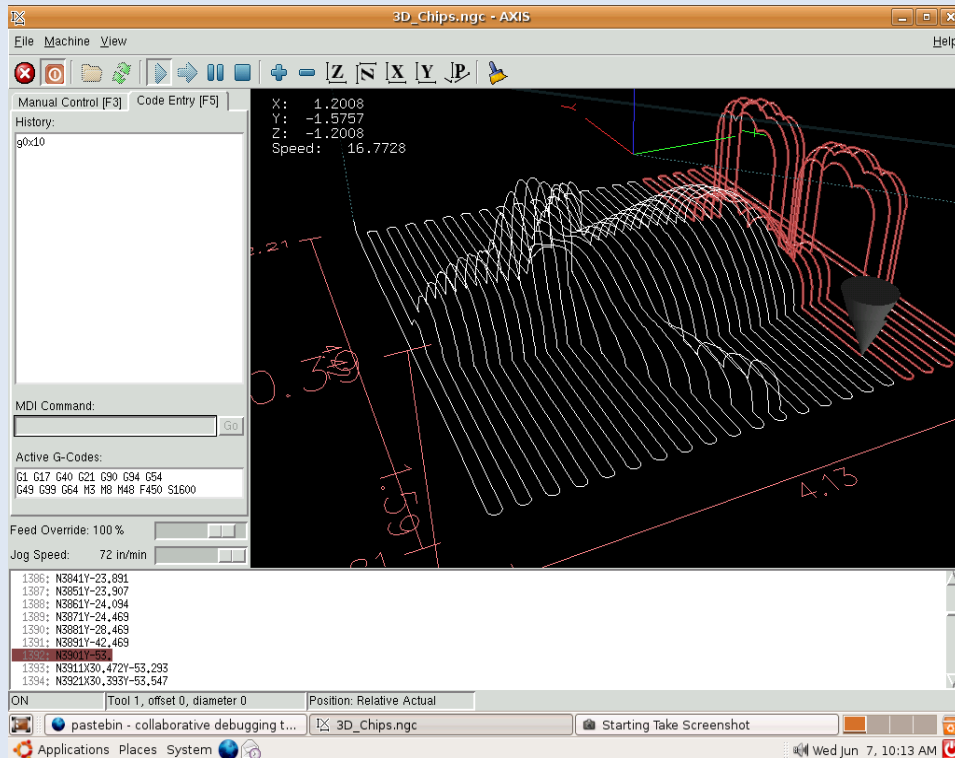 3D_Chips.ngc - AXIS
File Machine View Help
Z N X Y P
Manual Control [F3] Code Entry [F5]
History:
g0x10
MDI Command:
Go
Active G-Codes:
G1 G17 G40 G21 G90 G94 G54
G49 G99 G64 M3 M8 M48 F450 S1600
Feed Override: 100 %
Jog Speed: 72 in/min
X: 1.2008
Y: -1.5757
Z: -1.2008
Speed: 16.7728
4.13
1.59
1386: N3841Y-23.891
1387: N3851Y-23.907
1388: N3861Y-24.094
1389: N3871Y-24.469
1390: N3881Y-28.469
1391: N3891Y-42.469
1392: N3901Y-53.
1393: N3911X30.472Y-53.293
1394: N3921X30.393Y-53.547
ON Tool 1, offset 0, diameter 0 Position: Relative Actual
pastebin - collaborative debugging t... 3D_Chips.ngc Starting Take Screenshot
Applications Places System Wed Jun 7, 10:13 AM